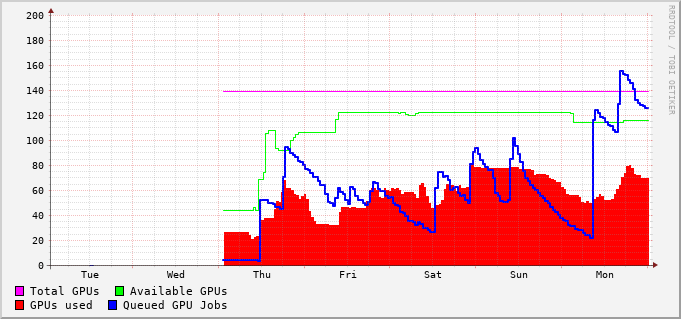 RRDTOOL / TOBI OETIKER
200
180
160
140
120
100
80
60
40
20
0
Tue Wed Thu Fri Sat Sun Mon
Total GPUs Available GPUs
GPUs used Queued GPU Jobs